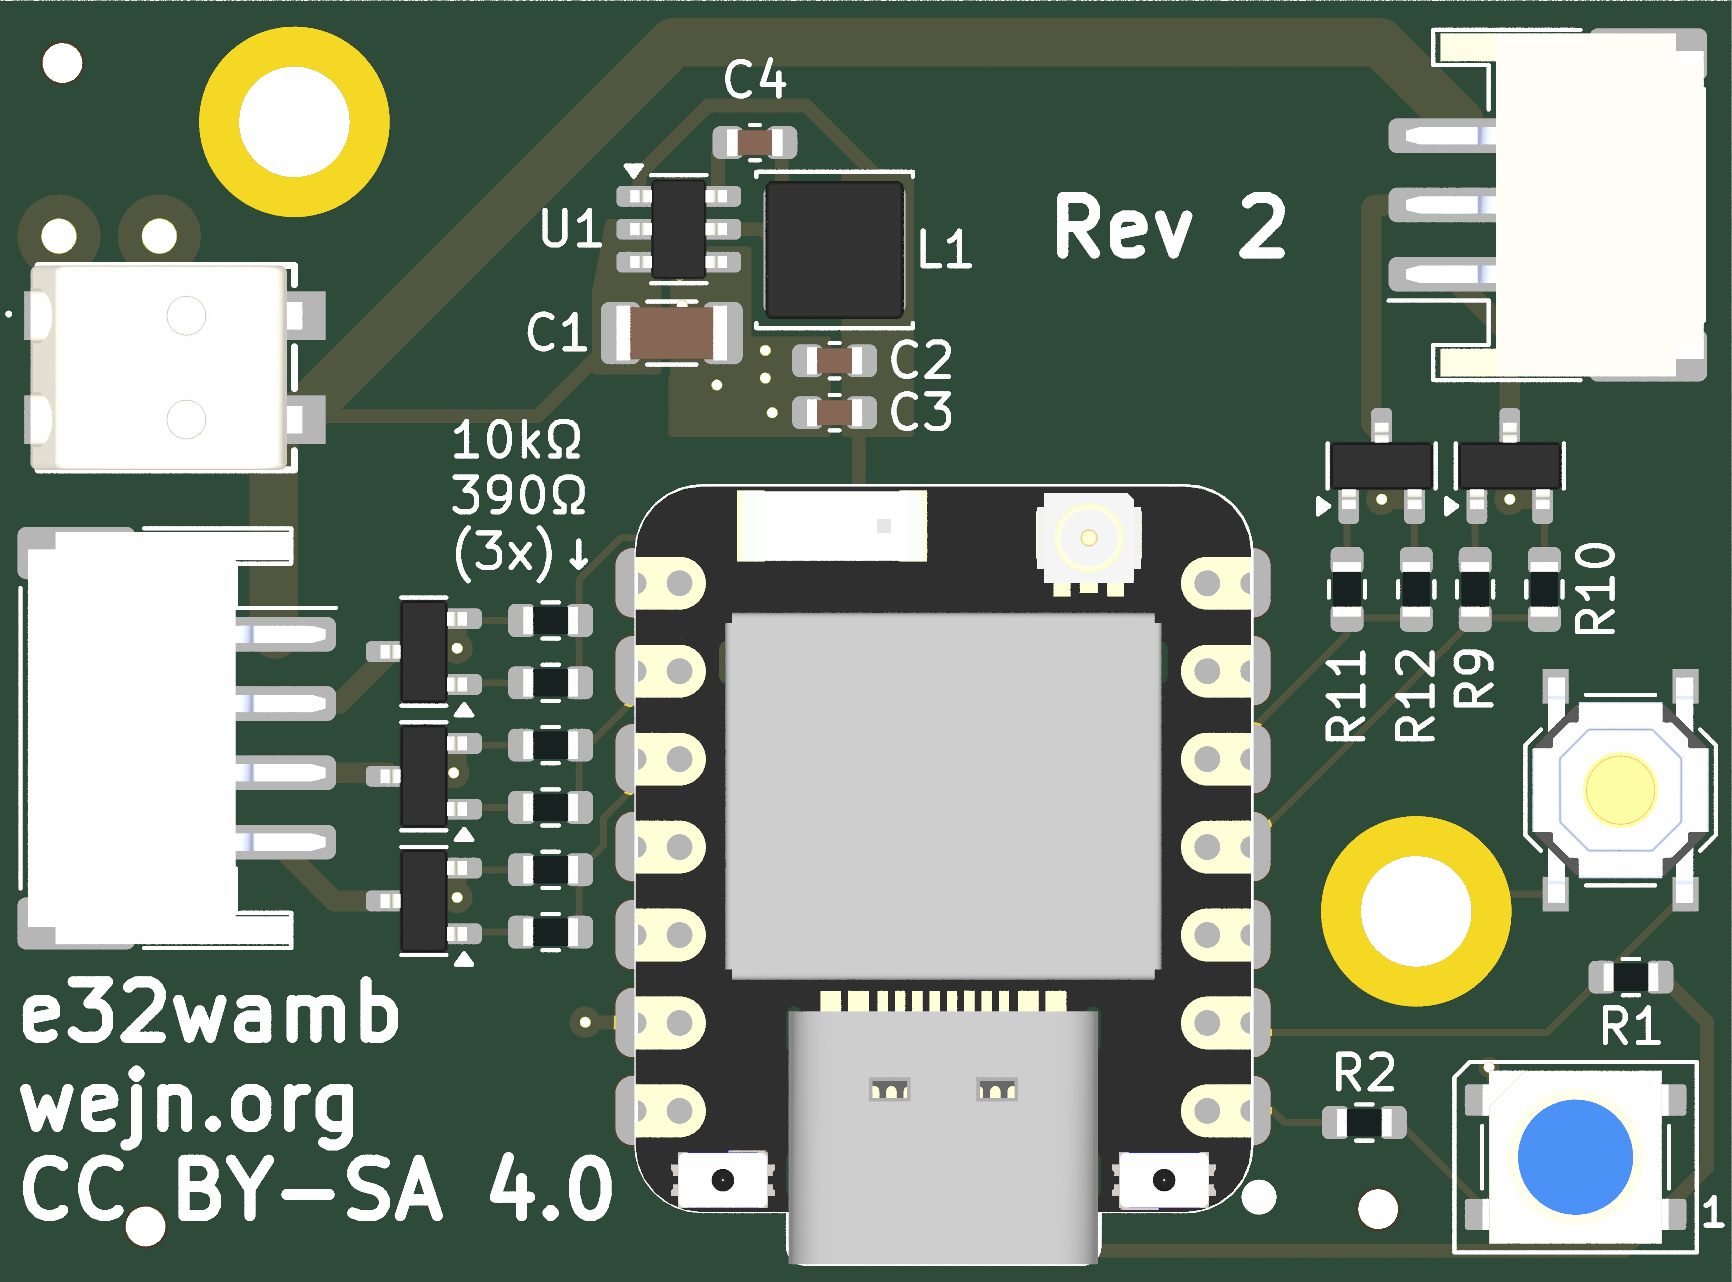 C4
U1
L1
Rev 2
C1
C2
C3
10kΩ
390Ω
(3x)↓
R10
R11
R12
R9
e32wamb
wejn.org
CC BY-SA 4.0
R1
R2
1